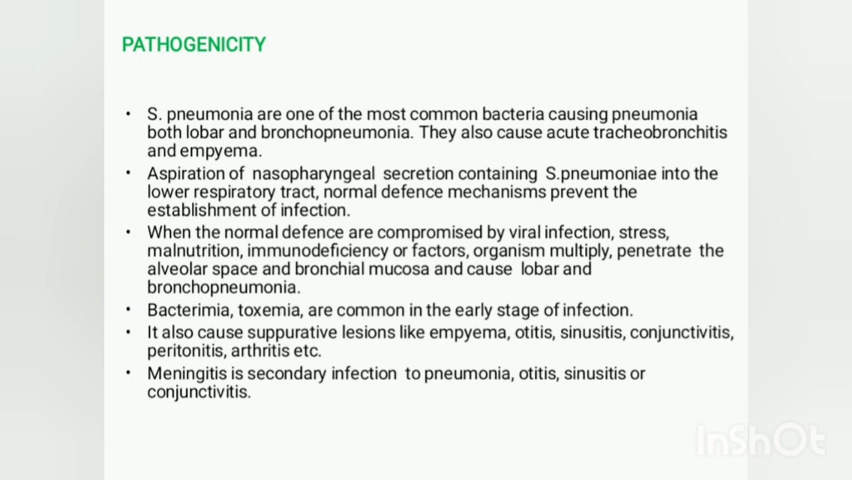 PATHOGENICITY
• S. pneumonia are one of the most common bacteria causing pneumonia
both lobar and bronchopneumonia. They also cause acute tracheobronchitis
and empyema.
• Aspiration of nasopharyngeal secretion containing S.pneumoniae into the
lower respiratory tract, normal defence mechanisms prevent the
establishment of infection.
• When the normal defence are compromised by viral infection, stress,
malnutrition, immunodeficiency or factors, organism multiply, penetrate the
alveolar space and bronchial mucosa and cause lobar and
bronchopneumonia.
• Bacterimia, toxemia, are common in the early stage of infection.
• It also cause suppurative lesions like empyema, otitis, sinusitis, conjunctivitis,
peritonitis, arthritis etc.
• Meningitis is secondary infection to pneumonia, otitis, sinusitis or
conjunctivitis.
InShOt